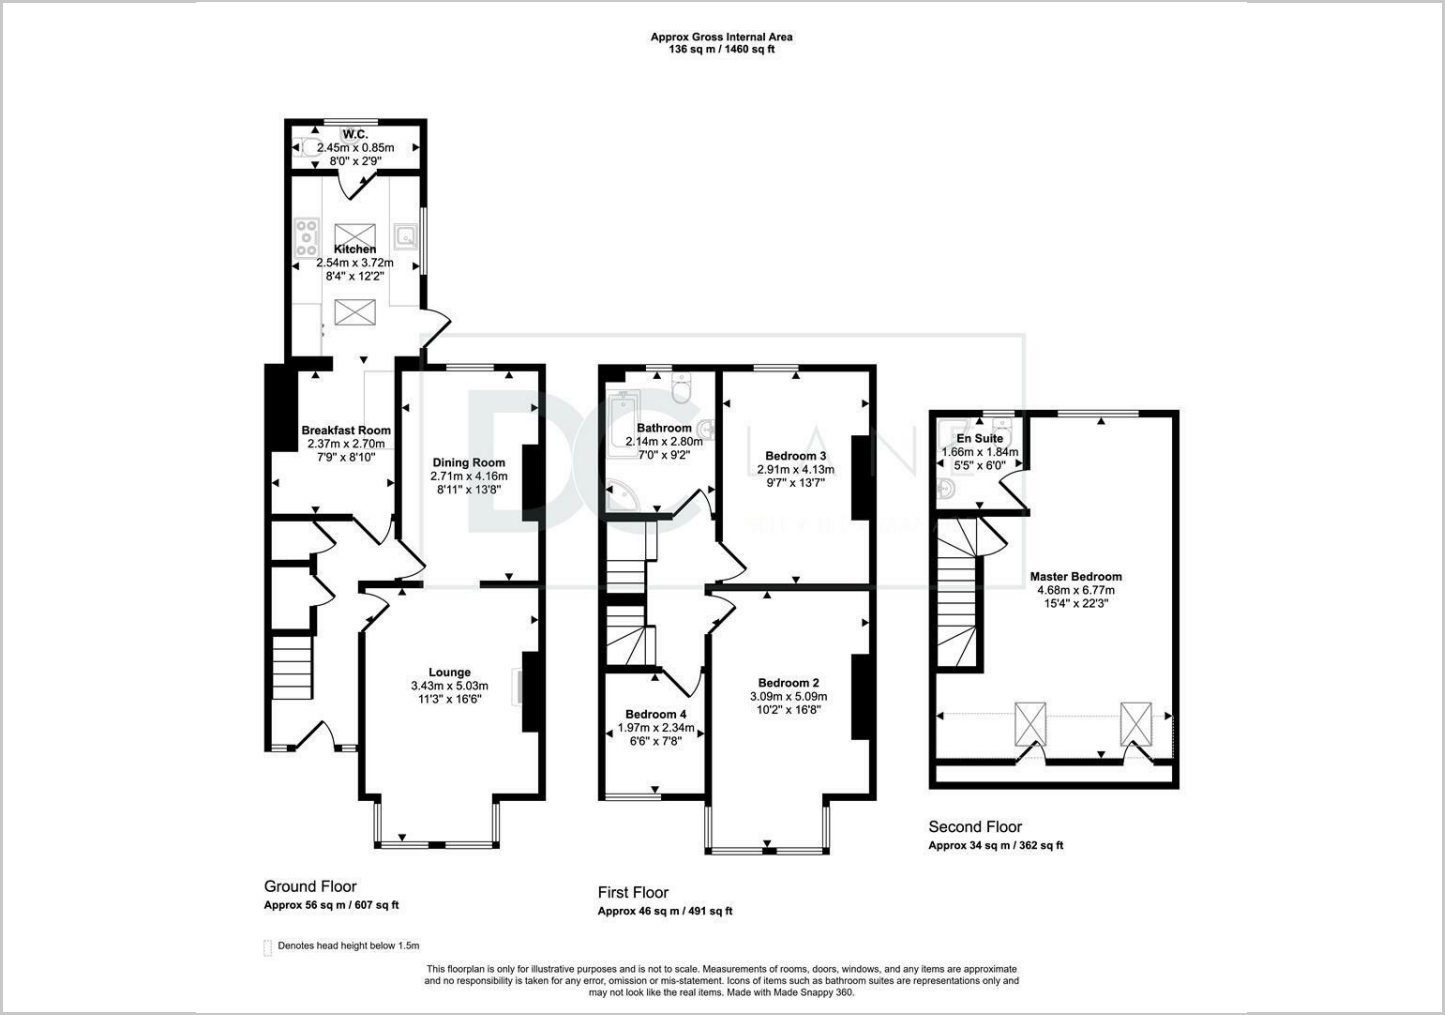 Approx Gross Internal Area
136 sq m / 1460 sq ft
W.C.
2.45m x 0.85m
8'0" x 2'9"
Kitchen
2.54m x 3.72m
8'4" x 12'2"
Breakfast Room
2.37m x 2.70m
7'9" x 8'10"
Dining Room
2.71m x 4.16m
8'11" x 13'8"
Lounge
3.43m x 5.03m
11'3" x 16'6"
Ground Floor
Approx 56 sq m / 607 sq ft
Bathroom
2.14m x 2.80m
7'0" x 9'2"
Bedroom 3
2.91m x 4.13m
9'7" x 13'7"
Bedroom 4
1.97m x 2.34m
6'6" x 7'8"
Bedroom 2
3.09m x 5.09m
10'2" x 16'8"
First Floor
Approx 46 sq m / 491 sq ft
En Suite
1.66m x 1.84m
5'5" x 6'0"
Master Bedroom
4.68m x 6.77m
15'4" x 22'3"
Second Floor
Approx 34 sq m / 362 sq ft
DC LANE
Denotes head height below 1.5m
This floorplan is only for illustrative purposes and is not to scale. Measurements of rooms, doors, windows, and any items are approximate
and no responsibility is taken for any error, omission or mis-statement. Icons of items such as bathroom suites are representations only and
may not look like the real items. Made with Made Snappy 360.